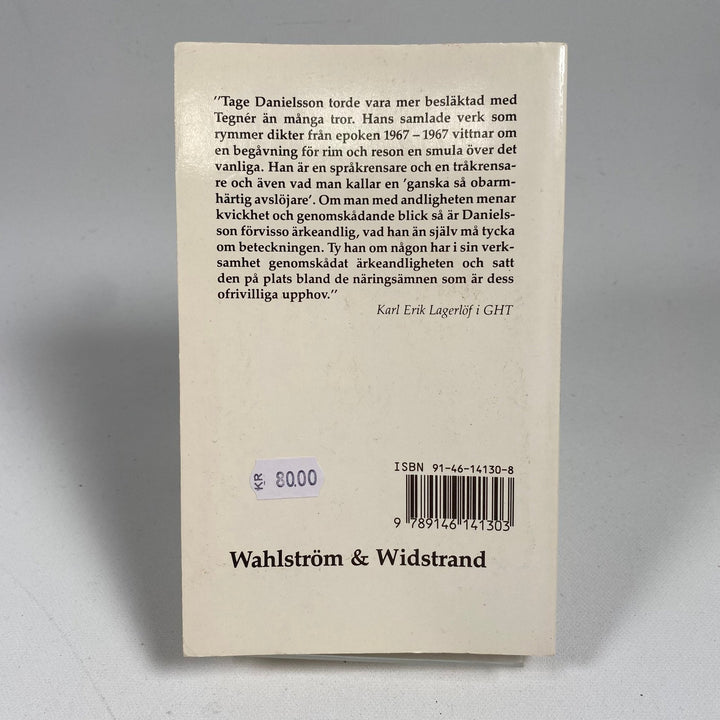 "Tage Danielsson torde vara mer besläktad med
Tegnér än många tror. Hans samlade verk som
rymmer dikter från epoken 1967 – 1967 vittnar om
en begåvning för rim och reson en smula över det
vanliga. Han är en språkrensare och en tråkrensa-
re och även vad man kallar en 'ganska så obarm-
härtig avslöjare'. Om man med andligheten menar
kvickhet och genomskådande blick så är Daniels-
son förvisso ärkeandlig, vad han än själv må tycka
om beteckningen. Ty han om någon har i sin verk-
samhet genomskådat ärkeandligheten och satt
den på plats bland de näringsämnen som är dess
ofrivilliga upphov."
Karl Erik Lagerlöf i GHT
KR 80.00
ISBN 91-46-14130-8
9 789146 141303
Wahlström & Widstrand